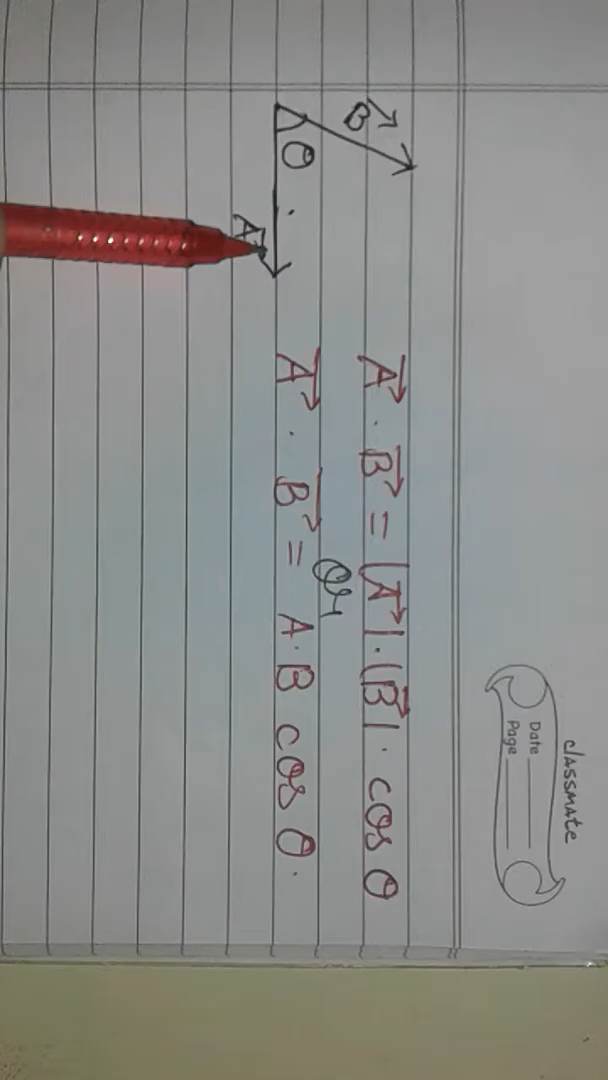 classmate
Date
Page
B⃗
θ
A⃗
A⃗ · B⃗ = |A⃗| · |B⃗| · cos θ
Or
A⃗ · B⃗ = A · B cos θ.